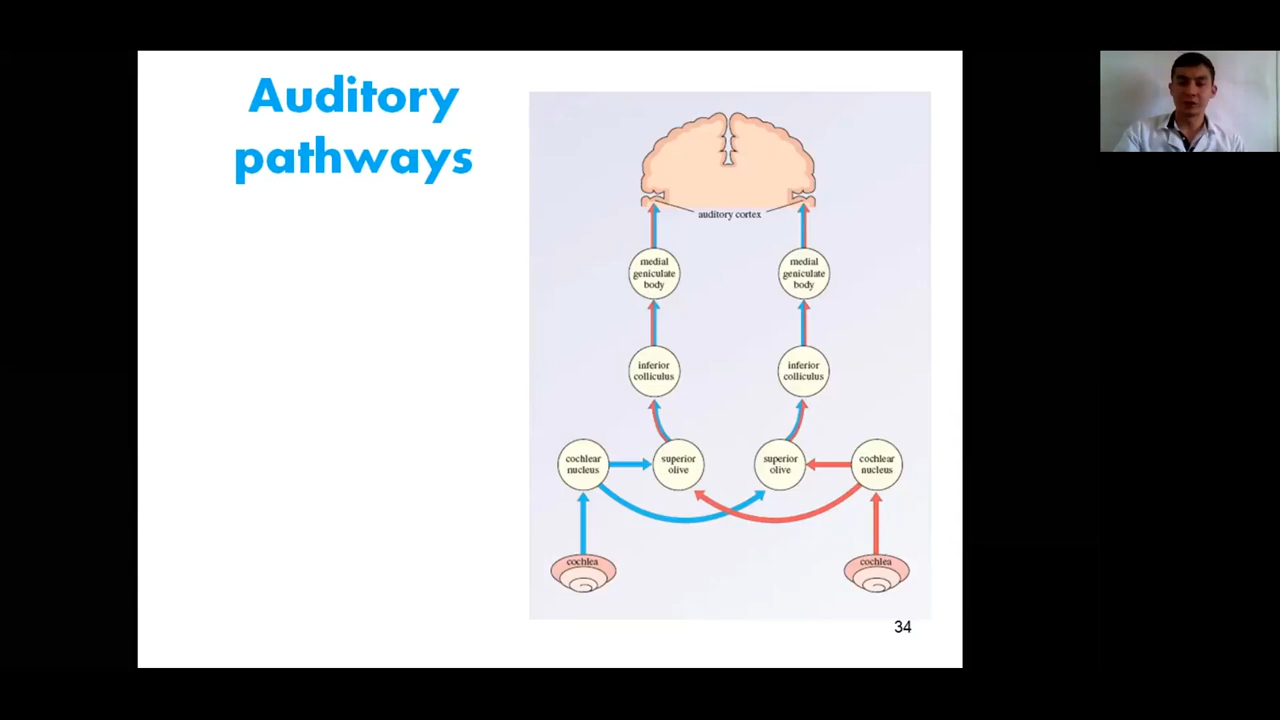 Auditory
pathways
auditory cortex
medial
geniculate
body
medial
geniculate
body
inferior
colliculus
inferior
colliculus
cochlear
nucleus
superior
olive
superior
olive
cochlear
nucleus
cochlea
cochlea
34